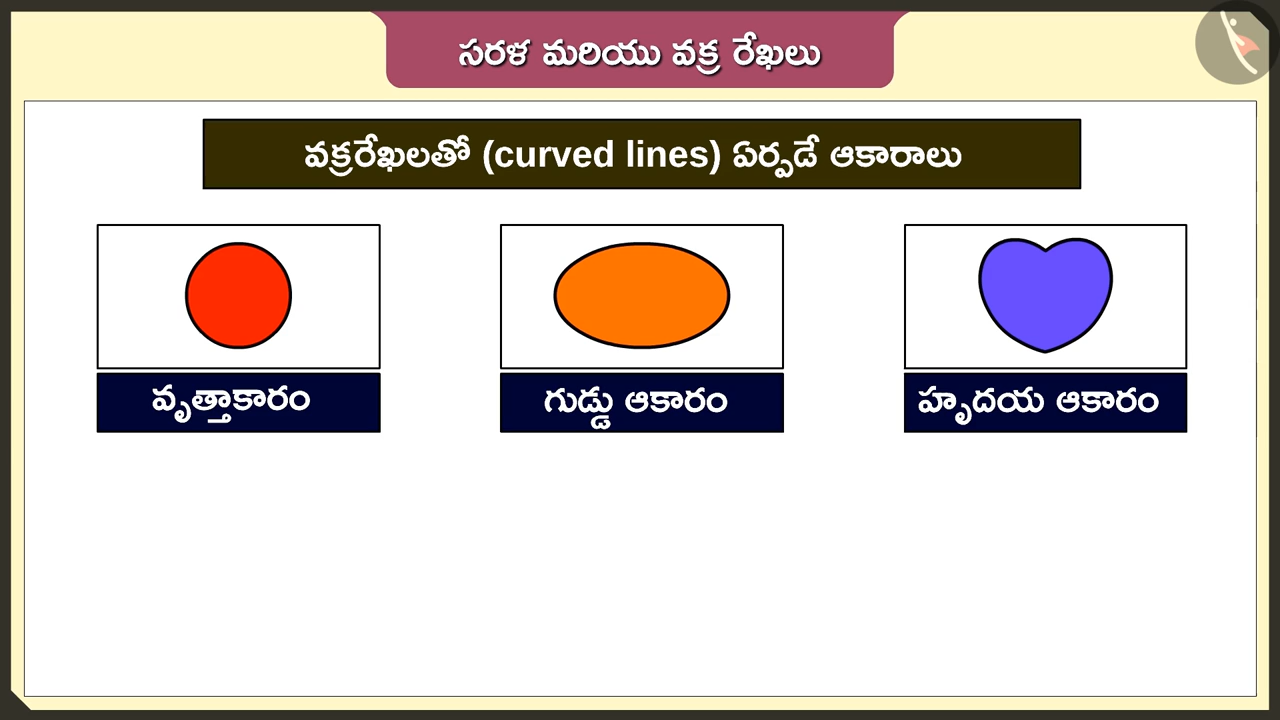 సరళ మరియు వక్ర రేఖలు
వక్రరేఖలతో (curved lines) ఏర్పడే ఆకారాలు
వృత్తాకారం
గుడ్డు ఆకారం
హృదయ ఆకారం